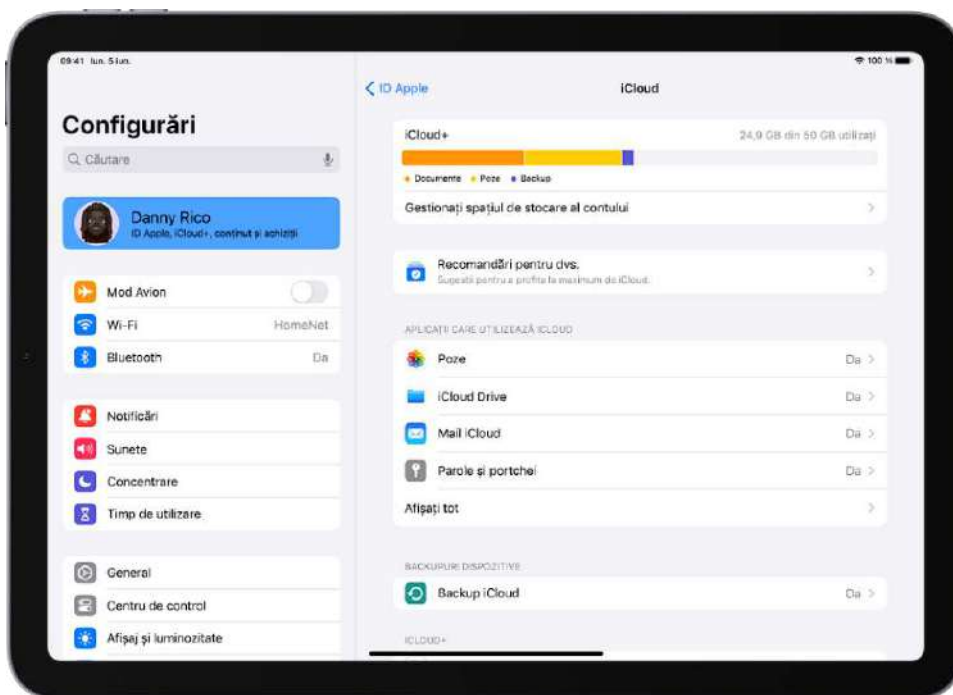 09:41 lun. 5 iun.
100 %
Configurări
Căutare
Danny Rico
ID Apple, iCloud+, conținut și achiziții
Mod Avion
Wi-Fi
HomeNet
Bluetooth
Da
Notificări
Sunete
Concentrare
Timp de utilizare
General
Centru de control
Afișaj și luminozitate
ID Apple
iCloud
iCloud+
24,9 GB din 50 GB utilizați
Documente Poze Backup
Gestionați spațiul de stocare al contului
Recomandări pentru dvs.
Sugestii pentru a profita la maximum de iCloud.
APLICAȚII CARE UTILIZEAZĂ ICLOUD
Poze
Da
iCloud Drive
Da
Mail iCloud
Da
Parole și portchei
Da
Afișați tot
BACKUPURI DISPOZITIVE
Backup iCloud
Da
ICLOUD+